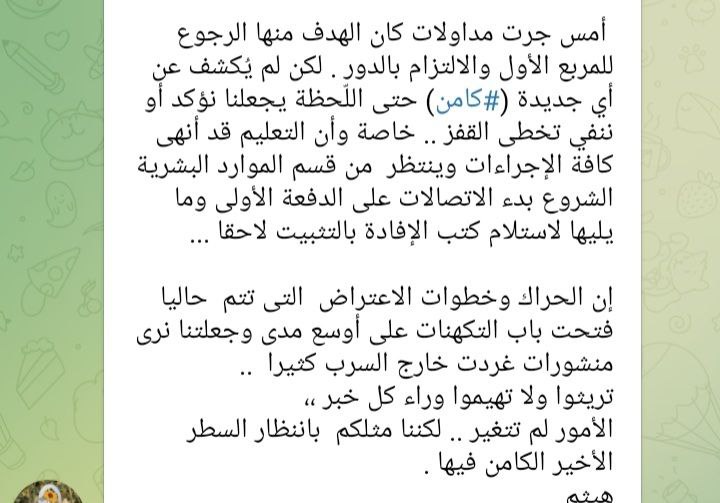 أمس جرت مداولات كان الهدف منها الرجوع
للمربع الأول والالتزام بالدور . لكن لم يُكشف عن
أي جديدة (#كامن) حتى اللّحظة يجعلنا نؤكد أو
ننفي تخطى القفز .. خاصة وأن التعليم قد أنهى
كافة الإجراءات وينتظر من قسم الموارد البشرية
الشروع بدء الاتصالات على الدفعة الأولى وما
يليها لاستلام كتب الإفادة بالتثبيت لاحقا ...
إن الحراك وخطوات الاعتراض التى تتم حاليا
فتحت باب التكهنات على أوسع مدى وجعلتنا نرى
منشورات غردت خارج السرب كثيرا ..
تريثوا ولا تهيموا وراء كل خبر ،،
الأمور لم تتغير .. لكننا مثلكم باننظار السطر
الأخير الكامن فيها .
هيثم